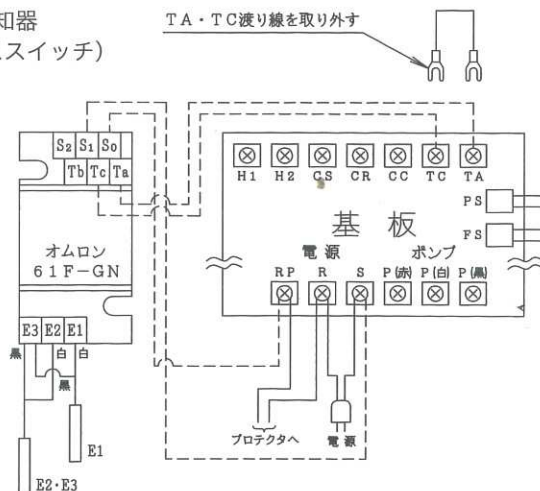 知器
スイッチ）
TA・TC渡り線を取り外す
S2 S1 S0
Tb Tc Ta
H1 H2 CS CR CC TC TA
PS
基板
FS
オムロン
61F-GN
電源 ポンプ
RP R S P(赤) P(白) P(黒)
E3 E2 E1
黒 白 白
黒
プロテクタへ 電源
E1
E2・E3